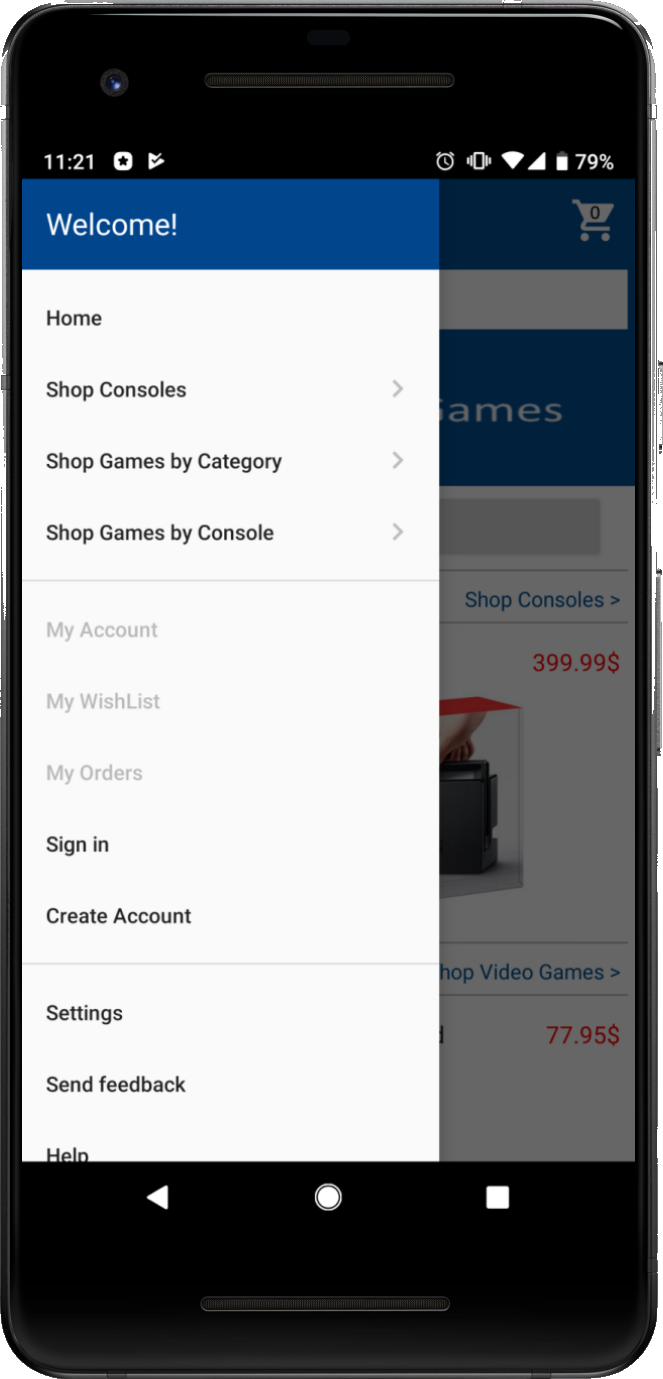 11:21
79%
Welcome!
0
Home
Shop Consoles
Games
Shop Games by Category
Shop Games by Console
Shop Consoles >
My Account
399.99$
My WishList
My Orders
Sign in
Create Account
hop Video Games >
Settings
77.95$
Send feedback
Help